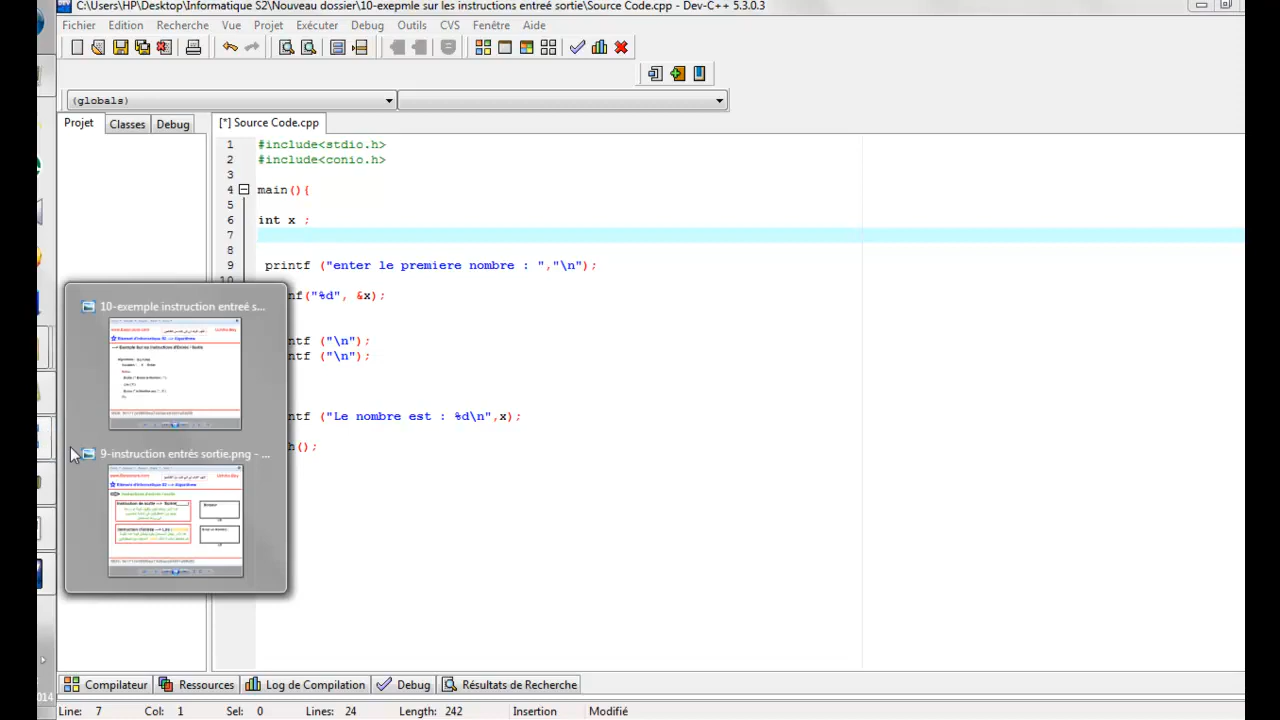 C:\Users\HP\Desktop\Informatique S2\Nouveau dossier\10-exepmle sur les instructions entreé sortie\Source Code.cpp - Dev-C++ 5.3.0.3
Fichier Edition Recherche Vue Projet Exécuter Debug Outils CVS Fenêtre Aide
(globals)
Projet Classes Debug
[*] Source Code.cpp
1 #include<stdio.h>
2 #include<conio.h>
3
4 main(){
5
6 int x ;
7
8
9 printf ("enter le premiere nombre : ","\n");
10
nf("%d", &x);
ntf ("\n");
ntf ("\n");
ntf ("Le nombre est : %d\n",x);
h();
10-exemple instruction entreé s...
9-instruction entrés sortie.png - ...
014
Compilateur Ressources Log de Compilation Debug Résultats de Recherche
Line: 7 Col: 1 Sel: 0 Lines: 24 Length: 242 Insertion Modifié